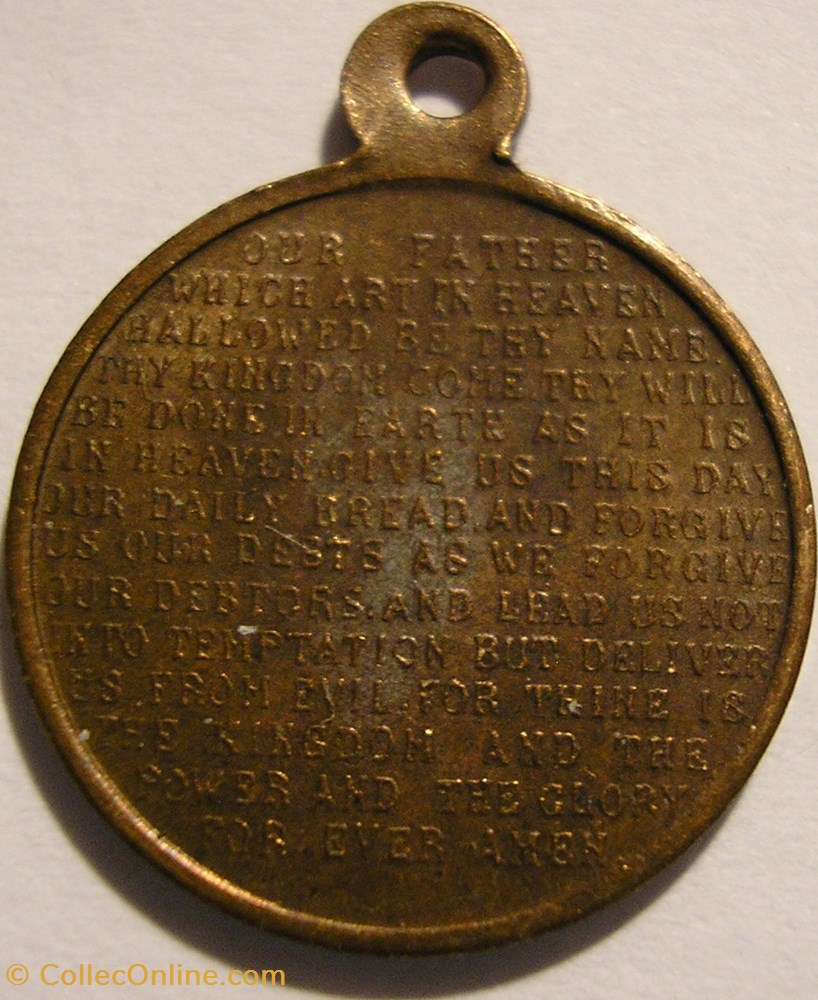 OUR FATHER
WHICH ART IN HEAVEN
HALLOWED BE THY NAME.
THY KINGDOM COME THY WILL
BE DONE IN EARTH AS IT IS
IN HEAVEN.GIVE US THIS DAY
OUR DAILY BREAD.AND FORGIVE
US OUR DEBTS AS WE FORGIVE
OUR DEBTORS.AND LEAD US NOT
INTO TEMPTATION BUT DELIVER
US FROM EVIL.FOR THINE IS
THE KINGDOM AND THE
POWER AND THE GLORY
FOR EVER AMEN
© CollecOnline.com